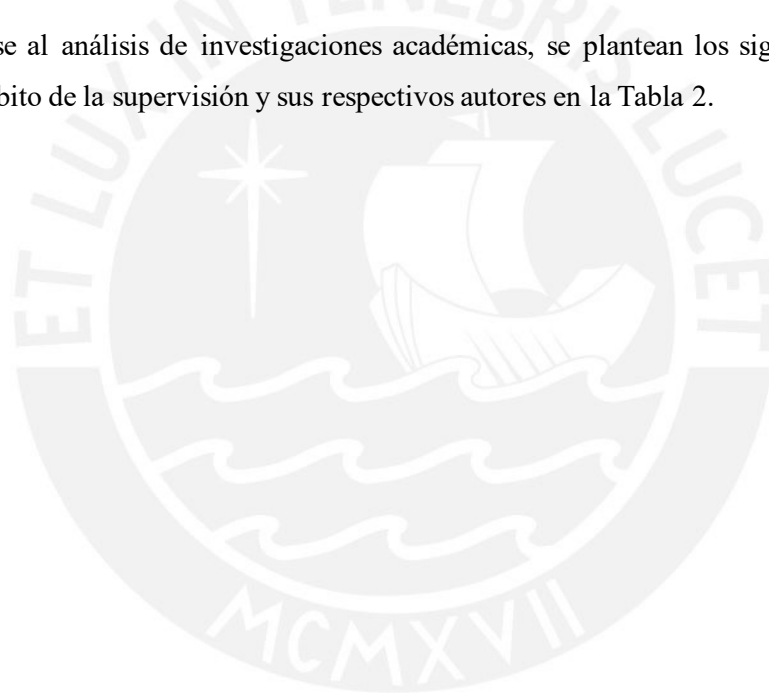 se al análisis de investigaciones académicas, se plantean los sig
bito de la supervisión y sus respectivos autores en la Tabla 2.
ET LUX IN TENEBRIS LUCET
MCMXVII